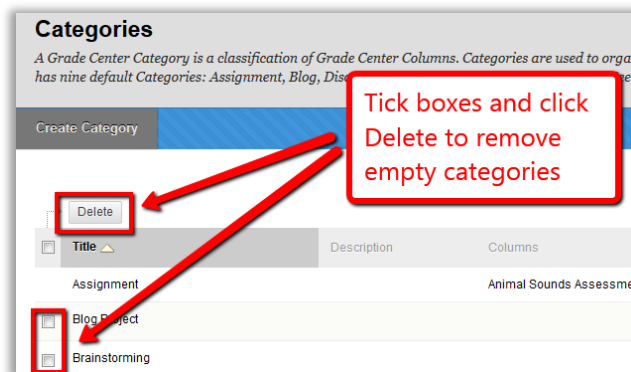 Categories
A Grade Center Category is a classification of Grade Center Columns. Categories are used to orga
has nine default Categories: Assignment, Blog,
Tick boxes and click
Delete to remove
empty categories
Create Category
Delete
Title Description Columns
Assignment Animal Sounds Assessme
Blog Project
Brainstorming